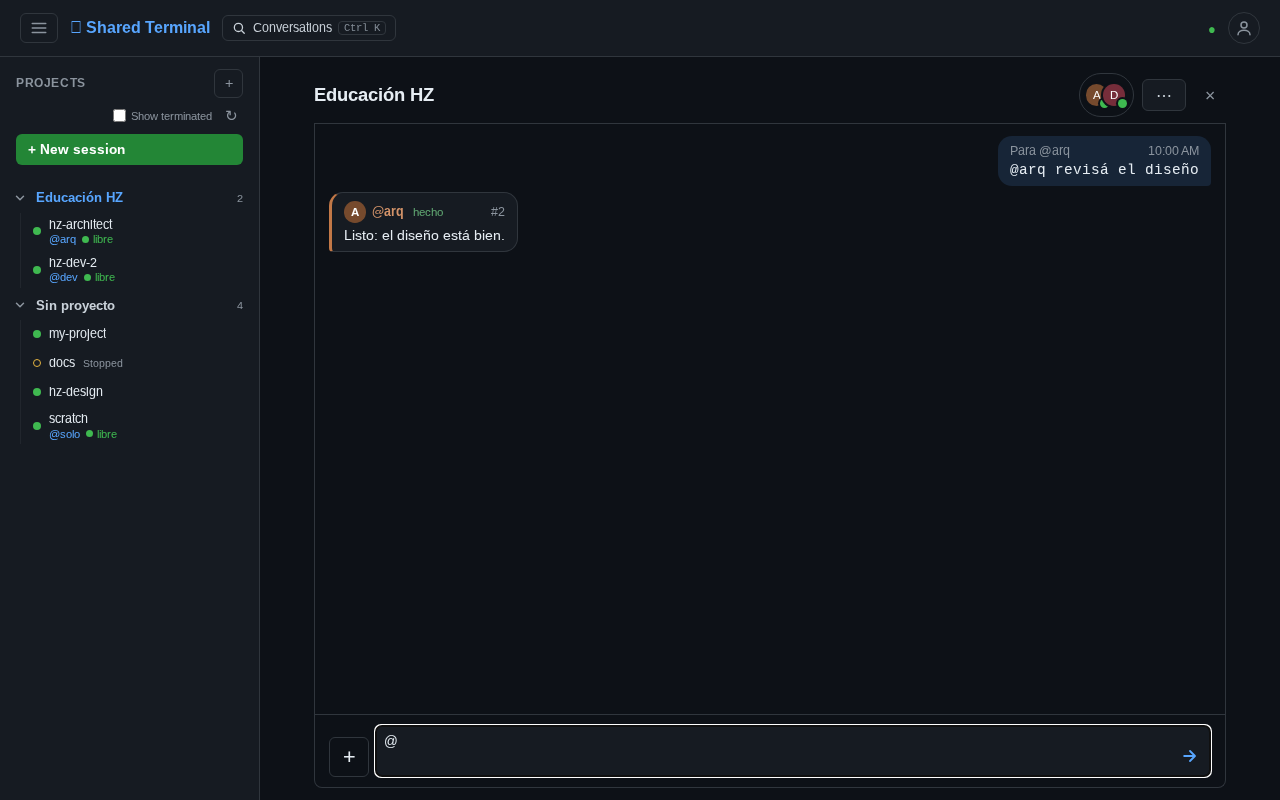 Shared Terminal
Conversations Ctrl K
PROJECTS
+
Show terminated ↻
+ New session
Educación HZ 2
hz-architect
@arq libre
hz-dev-2
@dev libre
Sin proyecto 4
my-project
docs Stopped
hz-design
scratch
@solo libre
Educación HZ
A D ⋯ ×
Para @arq 10:00 AM
@arq revisá el diseño
A @arq hecho #2
Listo: el diseño está bien.
+
@